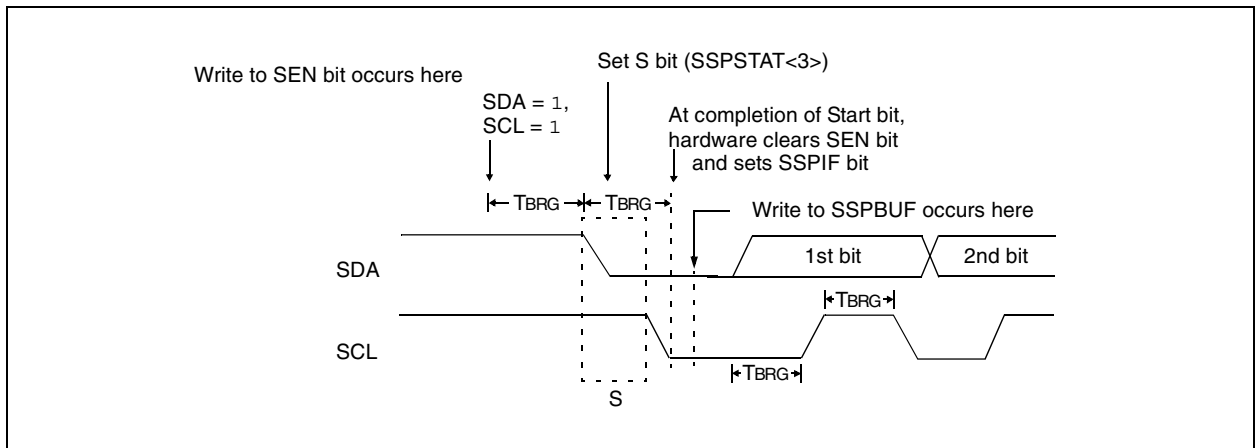 Write to SEN bit occurs here
Set S bit (SSPSTAT<3>)
SDA = 1,
SCL = 1
At completion of Start bit,
hardware clears SEN bit
and sets SSPIF bit
TBRG
TBRG
Write to SSPBUF occurs here
SDA
1st bit
2nd bit
TBRG
SCL
TBRG
S